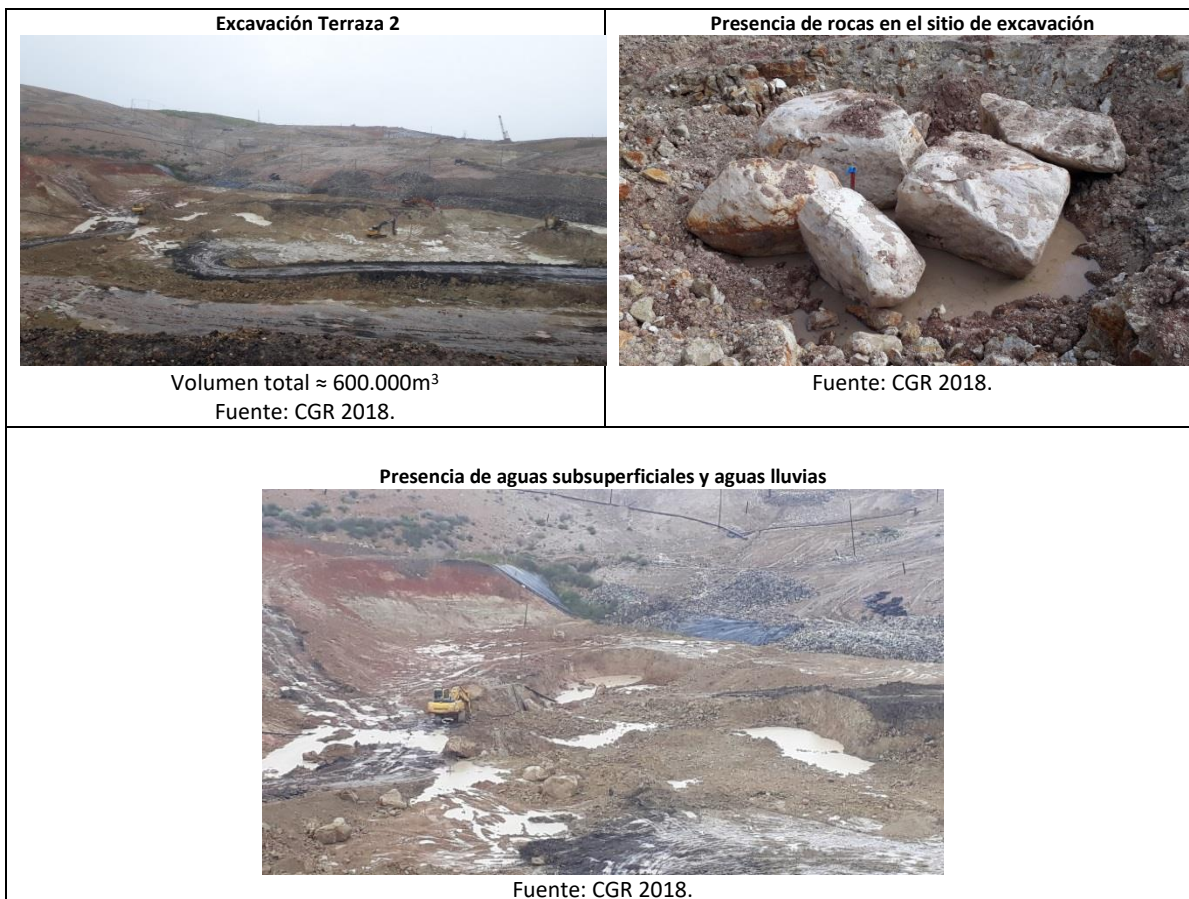 Excavación Terraza 2
Presencia de rocas en el sitio de excavación
Volumen total ≈ 600.000m³
Fuente: CGR 2018.
Fuente: CGR 2018.
Presencia de aguas subsuperficiales y aguas lluvias
Fuente: CGR 2018.